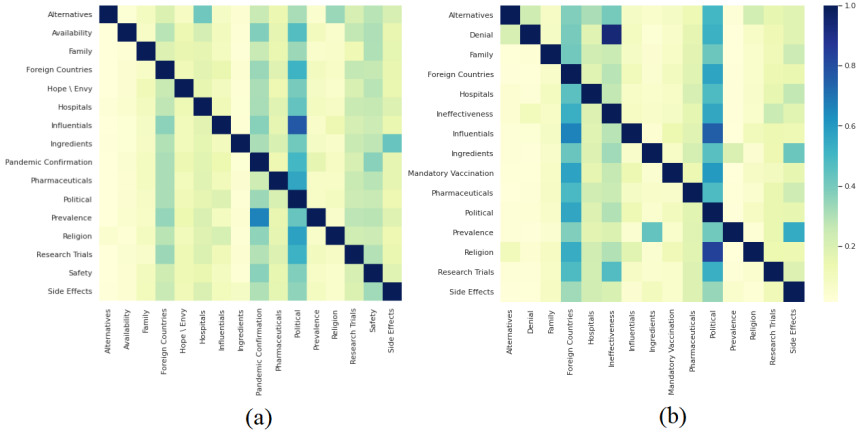 Alternatives
Availability
Family
Foreign Countries
Hope \ Envy
Hospitals
Influentials
Ingredients
Pandemic Confirmation
Pharmaceuticals
Political
Prevalence
Religion
Research Trials
Safety
Side Effects
Alternatives
Availability
Family
Foreign Countries
Hope \ Envy
Hospitals
Influentials
Ingredients
Pandemic Confirmation
Pharmaceuticals
Political
Prevalence
Religion
Research Trials
Safety
Side Effects
(a)
Alternatives
Denial
Family
Foreign Countries
Hospitals
Ineffectiveness
Influentials
Ingredients
Mandatory Vaccination
Pharmaceuticals
Political
Prevalence
Religion
Research Trials
Side Effects
Alternatives
Denial
Family
Foreign Countries
Hospitals
Ineffectiveness
Influentials
Ingredients
Mandatory Vaccination
Pharmaceuticals
Political
Prevalence
Religion
Research Trials
Side Effects
(b)
1.0
0.8
0.6
0.4
0.2